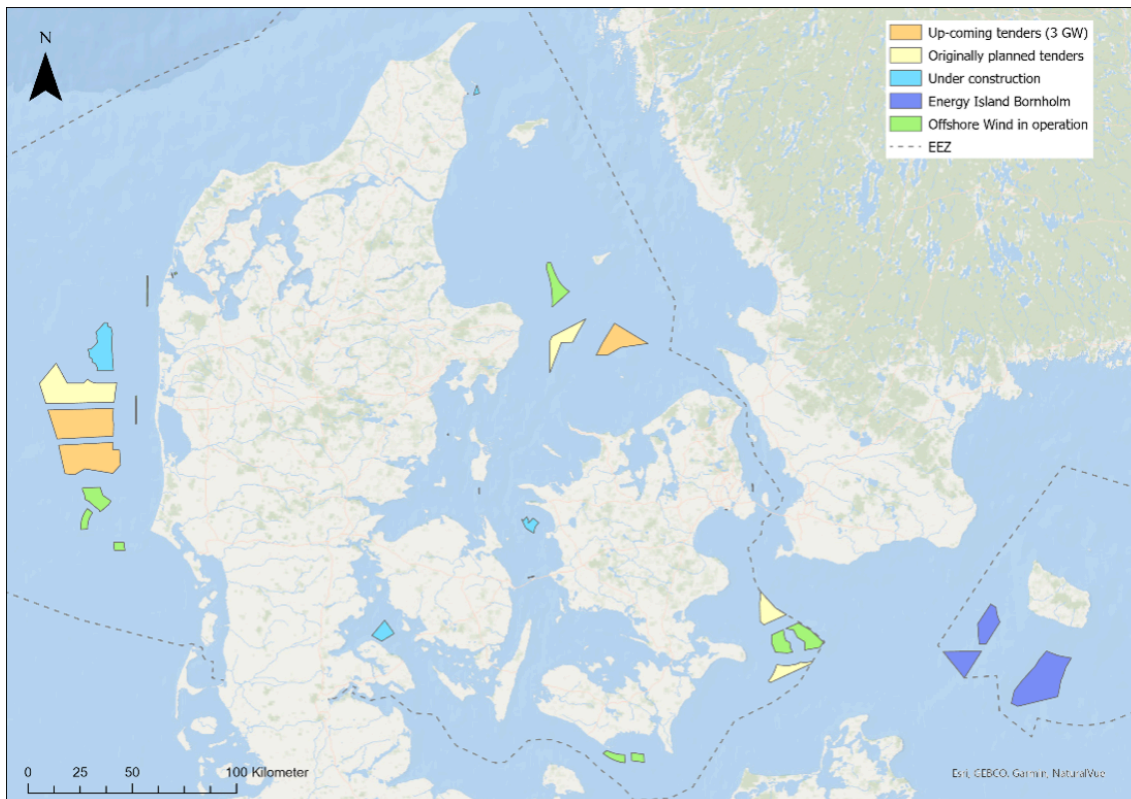 N
Up-coming tenders (3 GW)
Originally planned tenders
Under construction
Energy Island Bornholm
Offshore Wind in operation
EEZ
0 25 50 100 Kilometer
Esri, GEBCO, Garmin, NaturalVue